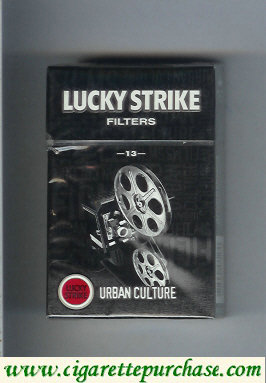 LUCKY STRIKE
FILTERS
—13—
LUCKY
STRIKE
URBAN CULTURE
www.cigarettepurchase.com